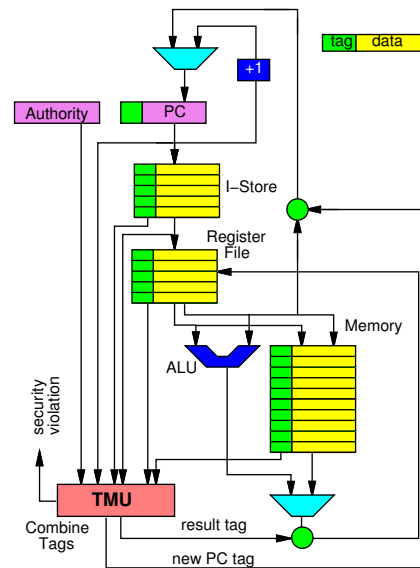 tag data
+1
Authority
PC
I–Store
Register
File
Memory
ALU
security
violation
TMU
Combine
Tags
result tag
new PC tag